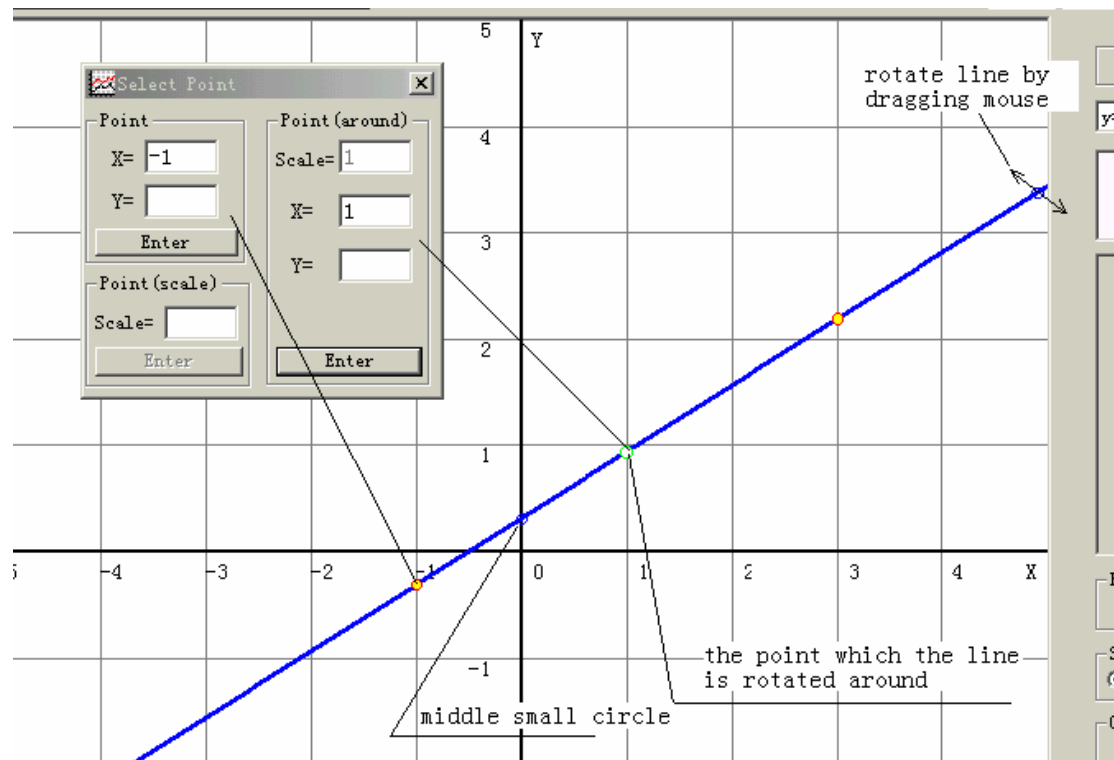 5
Y
Select Point
rotate line by
dragging mouse
Point
Point(around)
4
y=
X= -1
Scale= 1
Y=
X= 1
Enter
3
Y=
Point(scale)
Scale=
Enter
Enter
2
1
5 -4 -3 -2 -1 0 1 2 3 4 X
-1
the point which the line
is rotated around
middle small circle